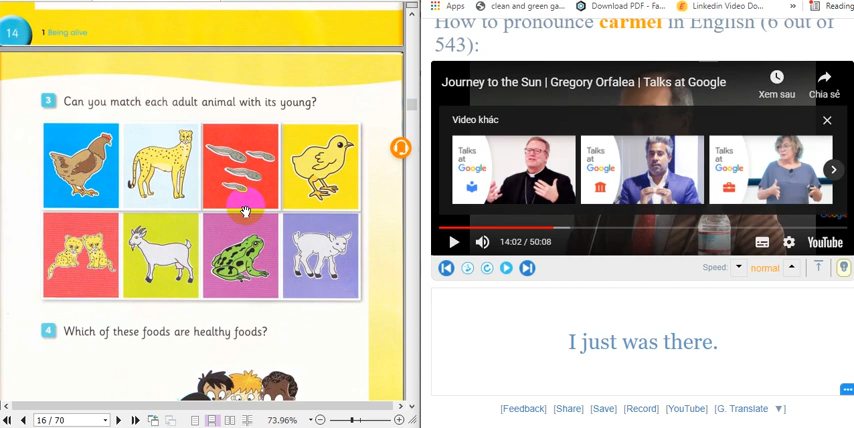 14
1 Being alive
3 Can you match each adult animal with its young?
4 Which of these foods are healthy foods?
16 / 70
73.96%
Apps
clean and green ga...
Download PDF - Fa...
Linkedin Video Do...
»
Reading
How to pronounce carmel in English (6 out of
543):
Journey to the Sun | Gregory Orfalea | Talks at Google
Xem sau
Chia sẻ
Video khác
Talks
at
Google
Talks
at
Google
Talks
at
Google
14:02 / 50:08
YouTube
Speed:
normal
I just was there.
[Feedback] [Share] [Save] [Record] [YouTube] [G. Translate ▼]